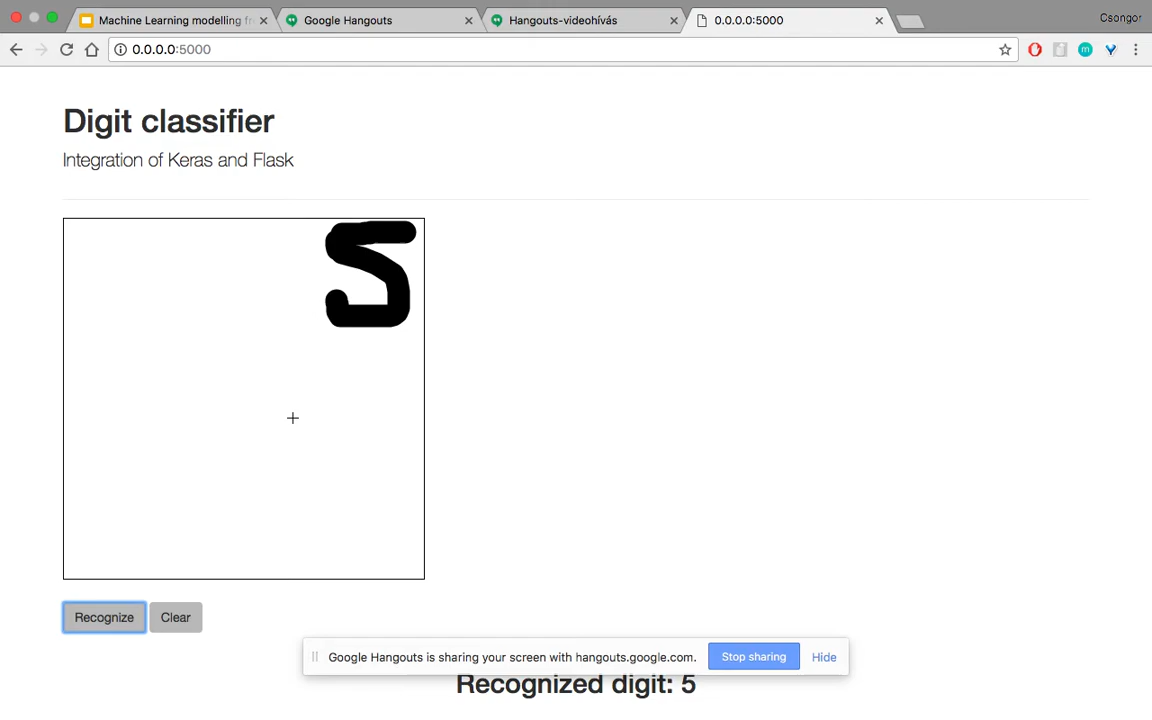 Machine Learning modelling fr
Google Hangouts
Hangouts-videohívás
0.0.0.0:5000
Csongor
0.0.0.0:5000
Digit classifier
Integration of Keras and Flask
5
Recognize
Clear
Google Hangouts is sharing your screen with hangouts.google.com.
Stop sharing
Hide
Recognized digit: 5